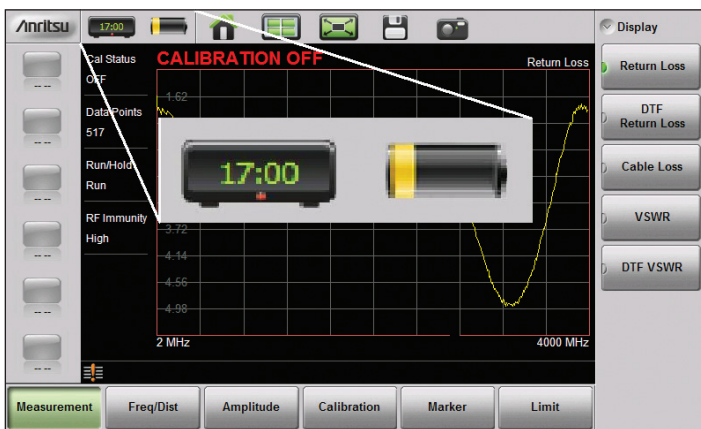 Anritsu
17:00
Display
Cal Status
OFF
CALIBRATION OFF
Return Loss
Data Points
517
Run/Hold
Run
RF Immunity
High
-1.62
17:00
-3.72
-4.14
-4.56
-4.98
2 MHz
4000 MHz
-- --
-- --
-- --
-- --
-- --
-- --
Return Loss
DTF
Return Loss
Cable Loss
VSWR
DTF VSWR
Measurement
Freq/Dist
Amplitude
Calibration
Marker
Limit